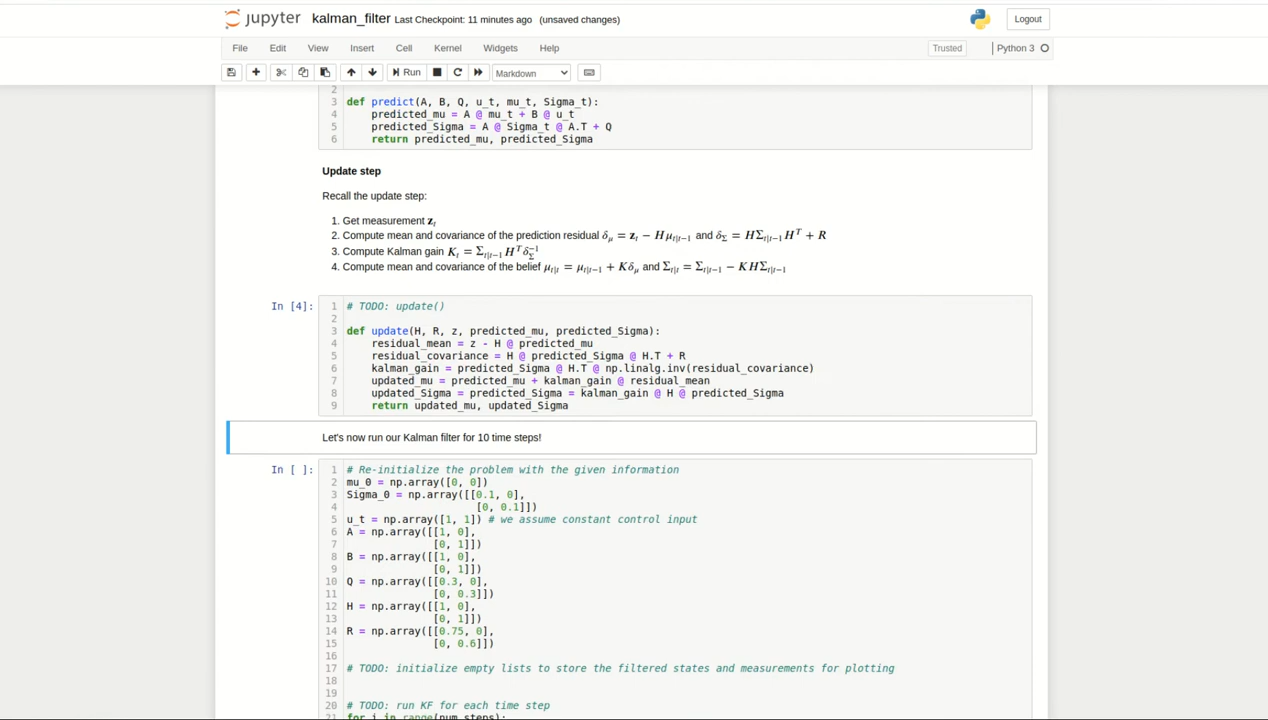 jupyter kalman_filter Last Checkpoint: 11 minutes ago (unsaved changes) Logout
File Edit View Insert Cell Kernel Widgets Help Trusted Python 3
Run Markdown
2
3 def predict(A, B, Q, u_t, mu_t, Sigma_t):
4 predicted_mu = A @ mu_t + B @ u_t
5 predicted_Sigma = A @ Sigma_t @ A.T + Q
6 return predicted_mu, predicted_Sigma
Update step
Recall the update step:
1. Get measurement 𝐳ₜ
2. Compute mean and covariance of the prediction residual δ_μ = 𝐳ₜ − Hμ_{t|t−1} and δ_Σ = HΣ_{t|t−1}H^T + R
3. Compute Kalman gain K_t = Σ_{t|t−1}H^T δ_Σ^{−1}
4. Compute mean and covariance of the belief μ_{t|t} = μ_{t|t−1} + Kδ_μ and Σ_{t|t} = Σ_{t|t−1} − KHΣ_{t|t−1}
In [4]: 1 # TODO: update()
2
3 def update(H, R, z, predicted_mu, predicted_Sigma):
4 residual_mean = z - H @ predicted_mu
5 residual_covariance = H @ predicted_Sigma @ H.T + R
6 kalman_gain = predicted_Sigma @ H.T @ np.linalg.inv(residual_covariance)
7 updated_mu = predicted_mu + kalman_gain @ residual_mean
8 updated_Sigma = predicted_Sigma = kalman_gain @ H @ predicted_Sigma
9 return updated_mu, updated_Sigma
Let's now run our Kalman filter for 10 time steps!
In [ ]: 1 # Re-initialize the problem with the given information
2 mu_0 = np.array([0, 0])
3 Sigma_0 = np.array([[0.1, 0],
4 [0, 0.1]])
5 u_t = np.array([1, 1]) # we assume constant control input
6 A = np.array([[1, 0],
7 [0, 1]])
8 B = np.array([[1, 0],
9 [0, 1]])
10 Q = np.array([[0.3, 0],
11 [0, 0.3]])
12 H = np.array([[1, 0],
13 [0, 1]])
14 R = np.array([[0.75, 0],
15 [0, 0.6]])
16
17 # TODO: initialize empty lists to store the filtered states and measurements for plotting
18
19
20 # TODO: run KF for each time step
21 for i in range(num_steps):